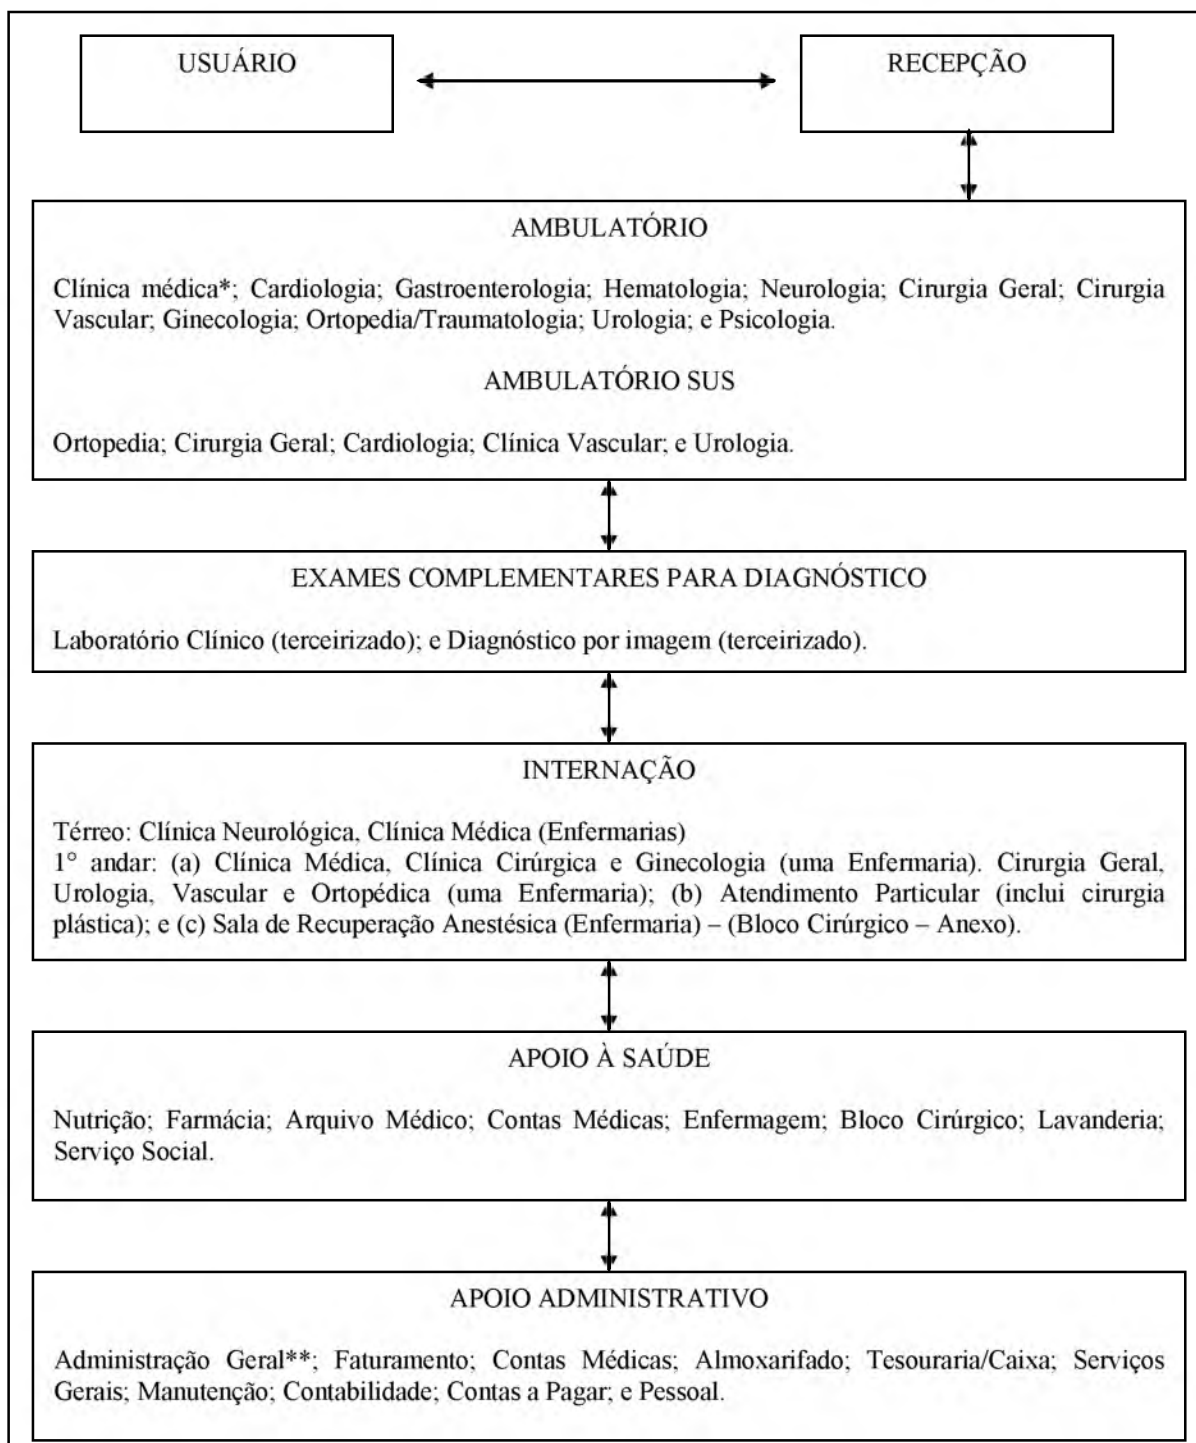 USUÁRIO
RECEPÇÃO
AMBULATÓRIO
Clínica médica*; Cardiologia; Gastroenterologia; Hematologia; Neurologia; Cirurgia Geral; Cirurgia
Vascular; Ginecologia; Ortopedia/Traumatologia; Urologia; e Psicologia.
AMBULATÓRIO SUS
Ortopedia; Cirurgia Geral; Cardiologia; Clínica Vascular; e Urologia.
EXAMES COMPLEMENTARES PARA DIAGNÓSTICO
Laboratório Clínico (terceirizado); e Diagnóstico por imagem (terceirizado).
INTERNAÇÃO
Térreo: Clínica Neurológica, Clínica Médica (Enfermarias)
1° andar: (a) Clínica Médica, Clínica Cirúrgica e Ginecologia (uma Enfermaria). Cirurgia Geral,
Urologia, Vascular e Ortopédica (uma Enfermaria); (b) Atendimento Particular (inclui cirurgia
plástica); e (c) Sala de Recuperação Anestésica (Enfermaria) – (Bloco Cirúrgico – Anexo).
APOIO À SAÚDE
Nutrição; Farmácia; Arquivo Médico; Contas Médicas; Enfermagem; Bloco Cirúrgico; Lavanderia;
Serviço Social.
APOIO ADMINISTRATIVO
Administração Geral**; Faturamento; Contas Médicas; Almoxarifado; Tesouraria/Caixa; Serviços
Gerais; Manutenção; Contabilidade; Contas a Pagar; e Pessoal.